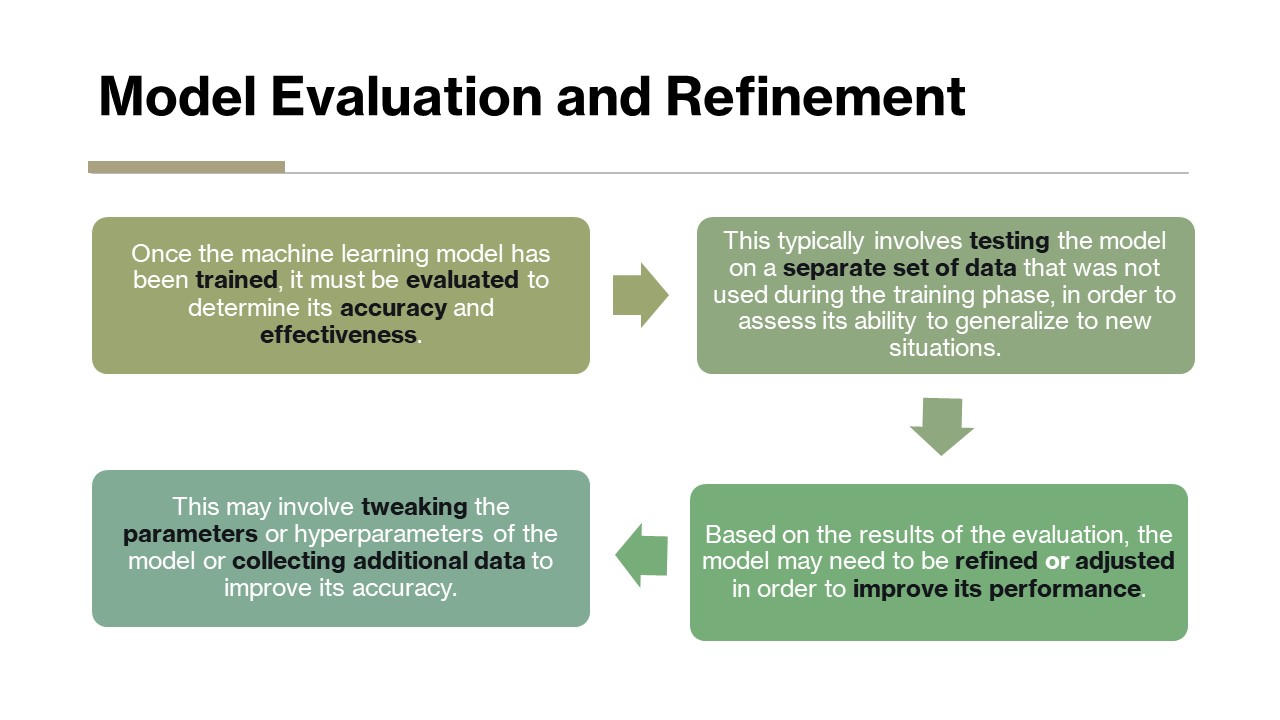 Model Evaluation and Refinement
Once the machine learning model has
been trained, it must be evaluated to
determine its accuracy and
effectiveness.
This typically involves testing the model
on a separate set of data that was not
used during the training phase, in order to
assess its ability to generalize to new
situations.
Based on the results of the evaluation, the
model may need to be refined or adjusted
in order to improve its performance.
This may involve tweaking the
parameters or hyperparameters of the
model or collecting additional data to
improve its accuracy.